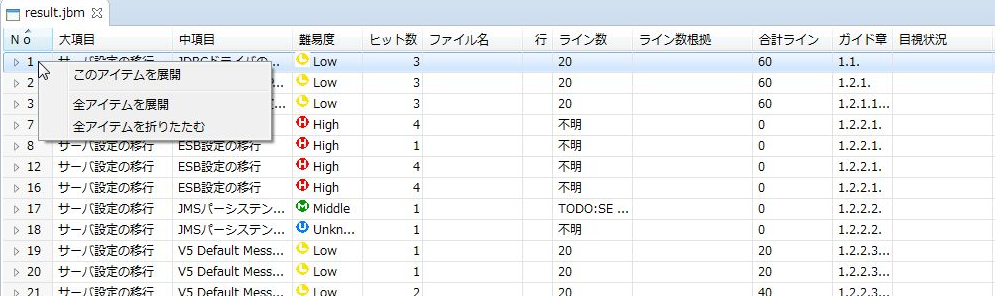 result.jbm
No 大項目 中項目 難易度 ヒット数 ファイル名 行 ライン数 ライン数根拠 合計ライン ガイド章 目視状況
1 サーバ設定の移行 JDBCドライバの... Low 3 20 60 1.1.
このアイテムを展開
2 Low 3 20 60 1.2.1.
全アイテムを展開
3 Low 3 20 60 1.2.1.1...
全アイテムを折りたたむ
7 High 4 不明 0 1.2.2.1.
8 サーバ設定の移行 ESB設定の移行 High 1 不明 0 1.2.2.1.
12 サーバ設定の移行 ESB設定の移行 High 4 不明 0 1.2.2.1.
16 サーバ設定の移行 ESB設定の移行 High 4 不明 0 1.2.2.1.
17 サーバ設定の移行 JMSパーシステン... Middle 1 TODO:SE ... 0 1.2.2.2.
18 サーバ設定の移行 JMSパーシステン... Unkn... 1 不明 0 1.2.2.2.
19 サーバ設定の移行 V5 Default Mess... Low 1 20 20 1.2.2.3...
20 サーバ設定の移行 V5 Default Mess... Low 1 20 20 1.2.2.3...
21 サーバ設定の移行 V5 Default Mess... Low 2 20 40 1.2.2.3...